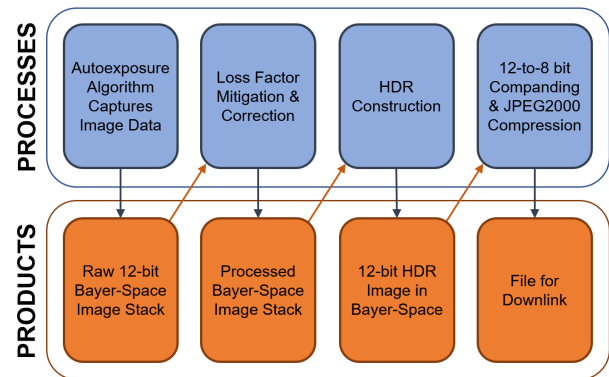 PROCESSES
Autoexposure
Algorithm
Captures
Image Data
Loss Factor
Mitigation &
Correction
HDR
Construction
12-to-8 bit
Companding
& JPEG2000
Compression
PRODUCTS
Raw 12-bit
Bayer-Space
Image Stack
Processed
Bayer-Space
Image Stack
12-bit HDR
Image in
Bayer-Space
File for
Downlink